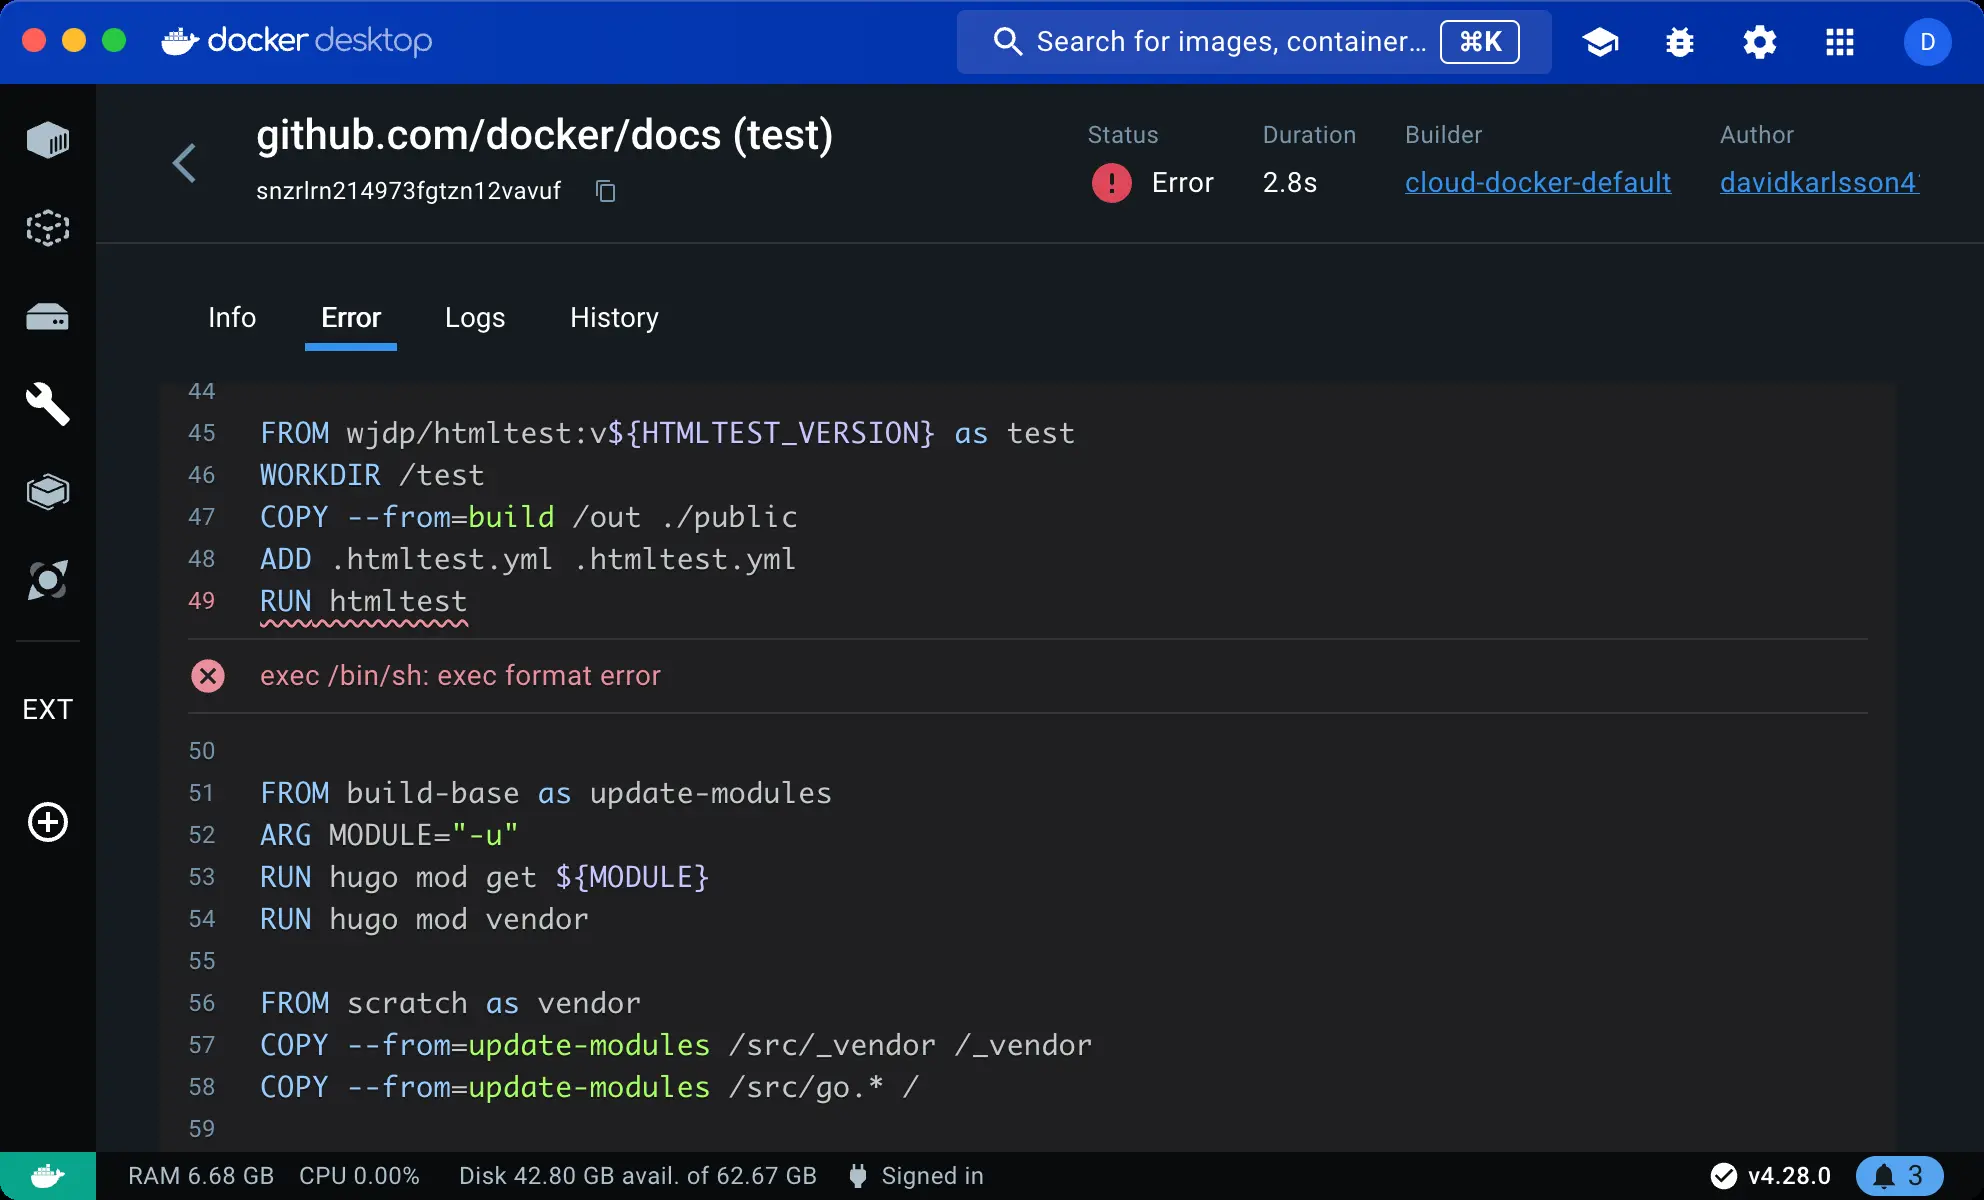 docker desktop
Search for images, container... ⌘K
D
github.com/docker/docs (test)
snzrlrn214973fgtzn12vavuf
Status
Error
Duration
2.8s
Builder
cloud-docker-default
Author
davidkarlsson4
Info Error Logs History
44
45 FROM wjdp/htmltest:v${HTMLTEST_VERSION} as test
46 WORKDIR /test
47 COPY --from=build /out ./public
48 ADD .htmltest.yml .htmltest.yml
49 RUN htmltest
exec /bin/sh: exec format error
50
51 FROM build-base as update-modules
52 ARG MODULE="-u"
53 RUN hugo mod get ${MODULE}
54 RUN hugo mod vendor
55
56 FROM scratch as vendor
57 COPY --from=update-modules /src/_vendor /_vendor
58 COPY --from=update-modules /src/go.* /
59
EXT
RAM 6.68 GB CPU 0.00% Disk 42.80 GB avail. of 62.67 GB Signed in v4.28.0 3